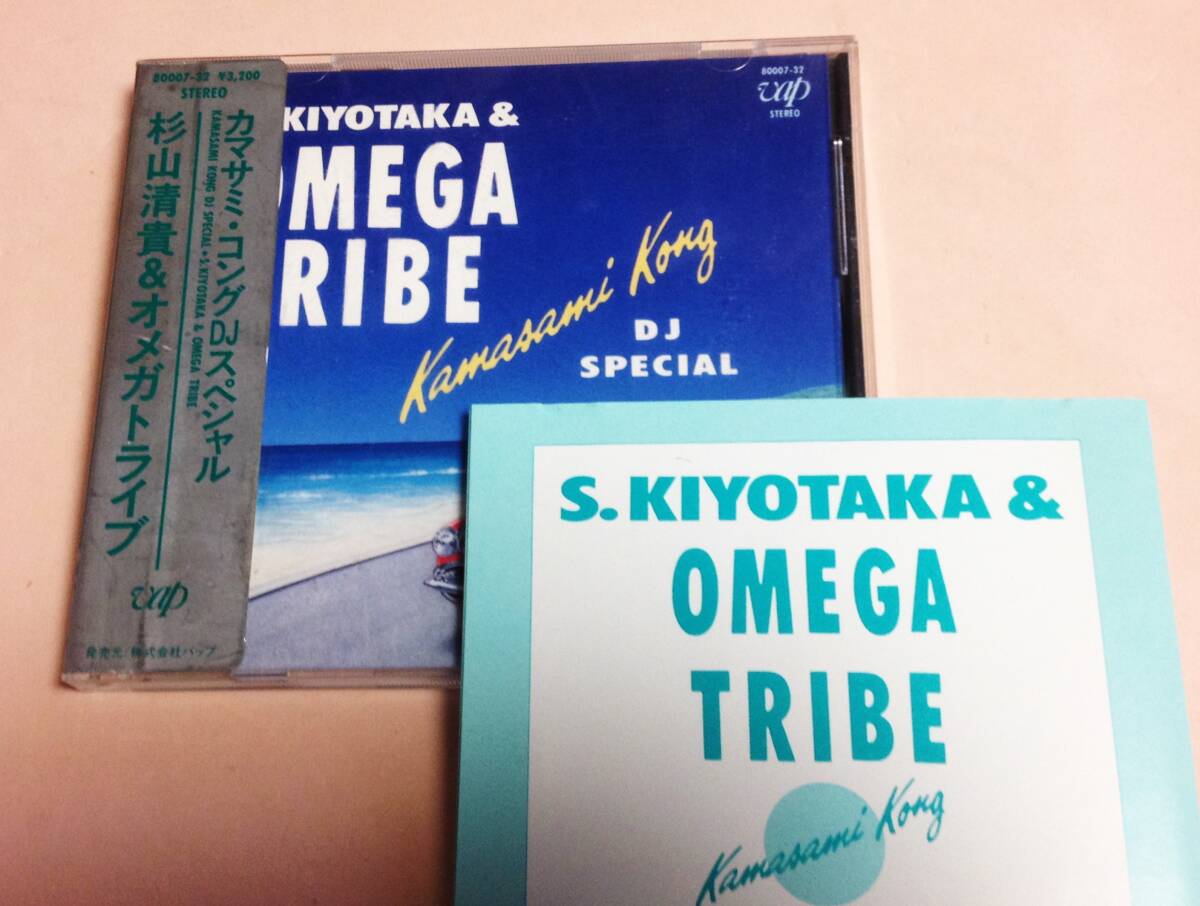 80007-32 ¥3,200
STEREO
カマサミ・コングDJスペシャル
KAMASAMI KONG DJ SPECIAL・S.KIYOTAKA & OMEGA TRIBE
杉山清貴&オメガトライブ
vap
発売元/株式会社バップ
KIYOTAKA &
OMEGA
RIBE
Kamasami Kong
DJ
SPECIAL
80007-32
vap
STEREO
S.KIYOTAKA &
OMEGA
TRIBE
Kamasami Kong